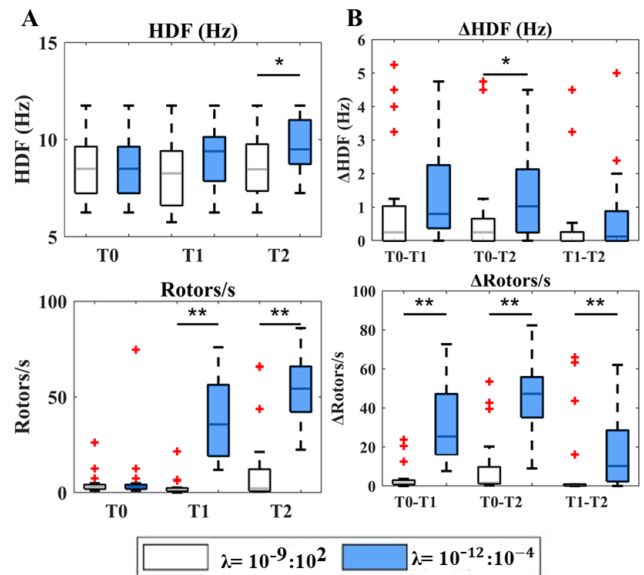 A
HDF (Hz)
B
ΔHDF (Hz)
15
10
5
HDF (Hz)
*
T0 T1 T2
6
5
4
3
2
1
0
ΔHDF (Hz)
*
T0-T1 T0-T2 T1-T2
Rotors/s
100
50
0
Rotors/s
** **
T0 T1 T2
ΔRotors/s
100
80
60
40
20
0
ΔRotors/s
** ** **
T0-T1 T0-T2 T1-T2
λ= 10⁻⁹:10² λ= 10⁻¹²:10⁻⁴